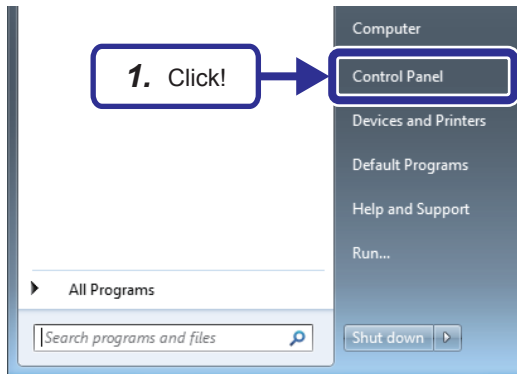 Computer
1. Click!
Control Panel
Devices and Printers
Default Programs
Help and Support
Run...
All Programs
Search programs and files
Shut down